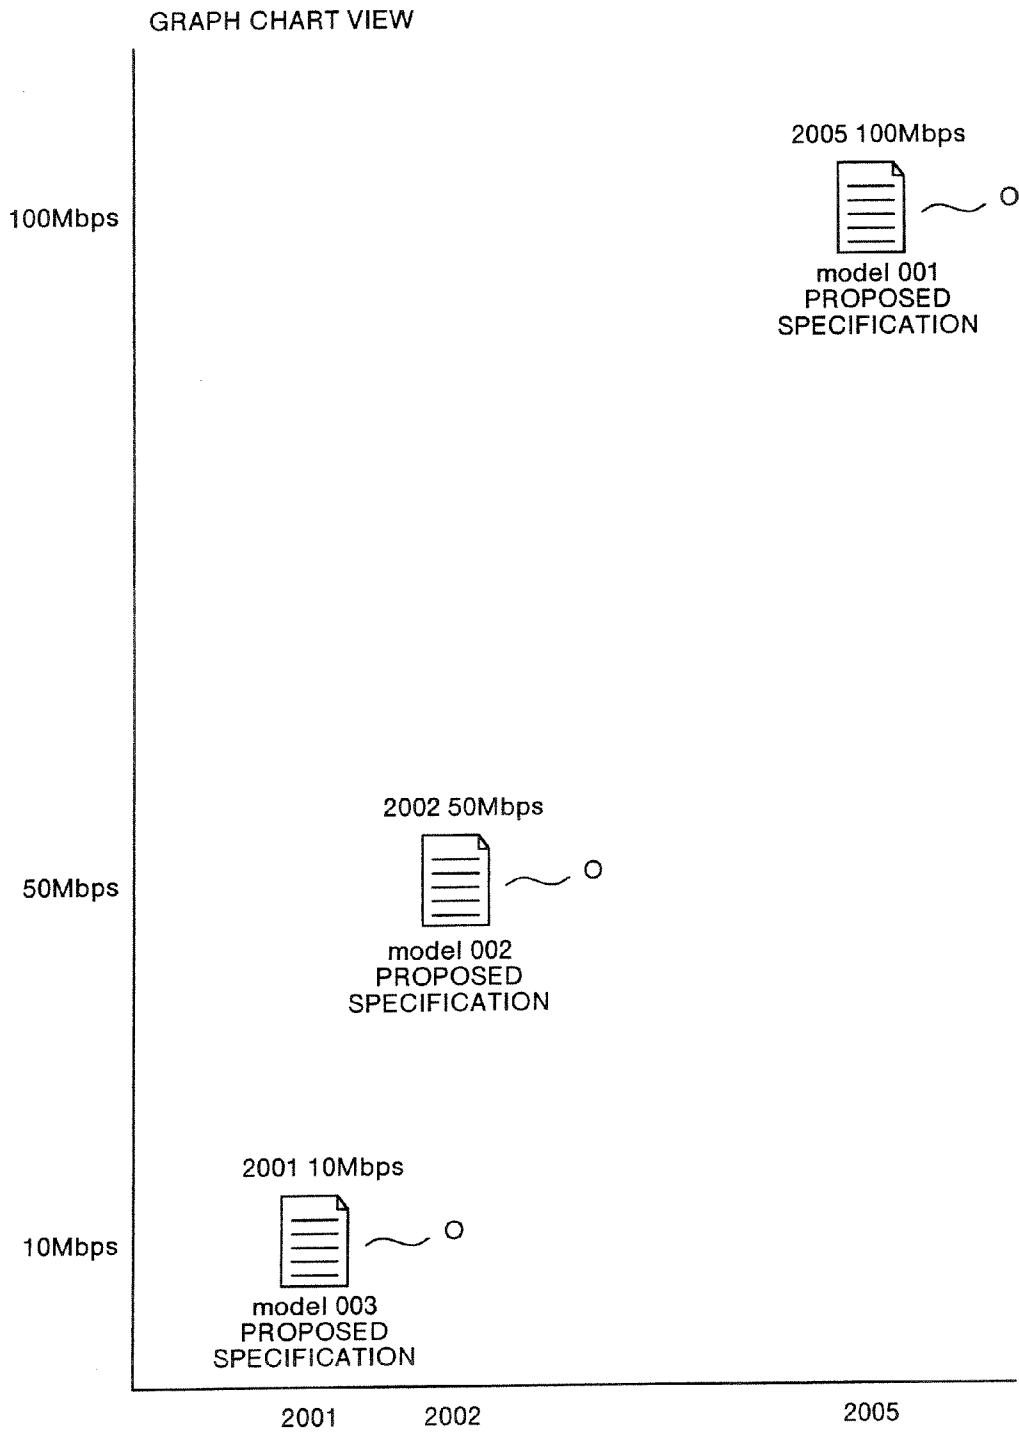 GRAPH CHART VIEW
2005 100Mbps
100Mbps
O
model 001
PROPOSED
SPECIFICATION
2002 50Mbps
50Mbps
O
model 002
PROPOSED
SPECIFICATION
2001 10Mbps
10Mbps
O
model 003
PROPOSED
SPECIFICATION
2001 2002 2005